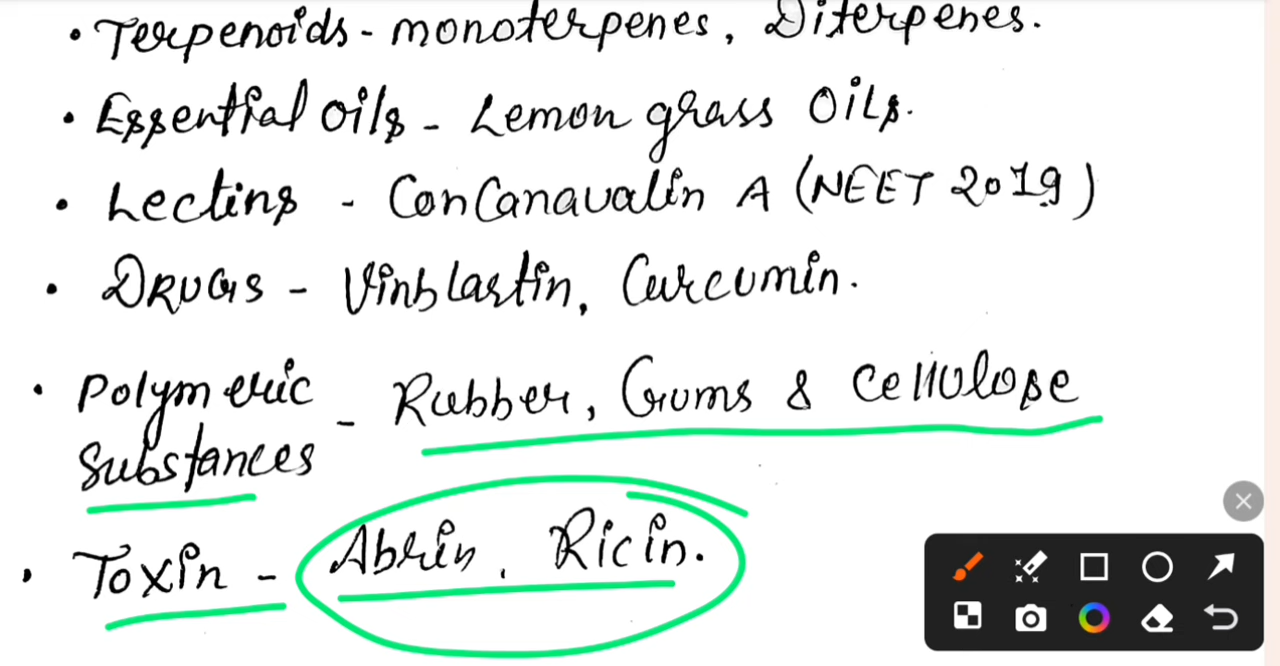 • Terpenoids - monoterpenes, Diterpenes.
• Essential oils - Lemon grass Oils.
• Lectins - ConCanavalin A (NEET 2019)
• DRUGS - Vinblastin, Curcumin.
• Polymeric Substances - Rubber, Gums & Cellulose
• Toxin - Abrin, Ricin.